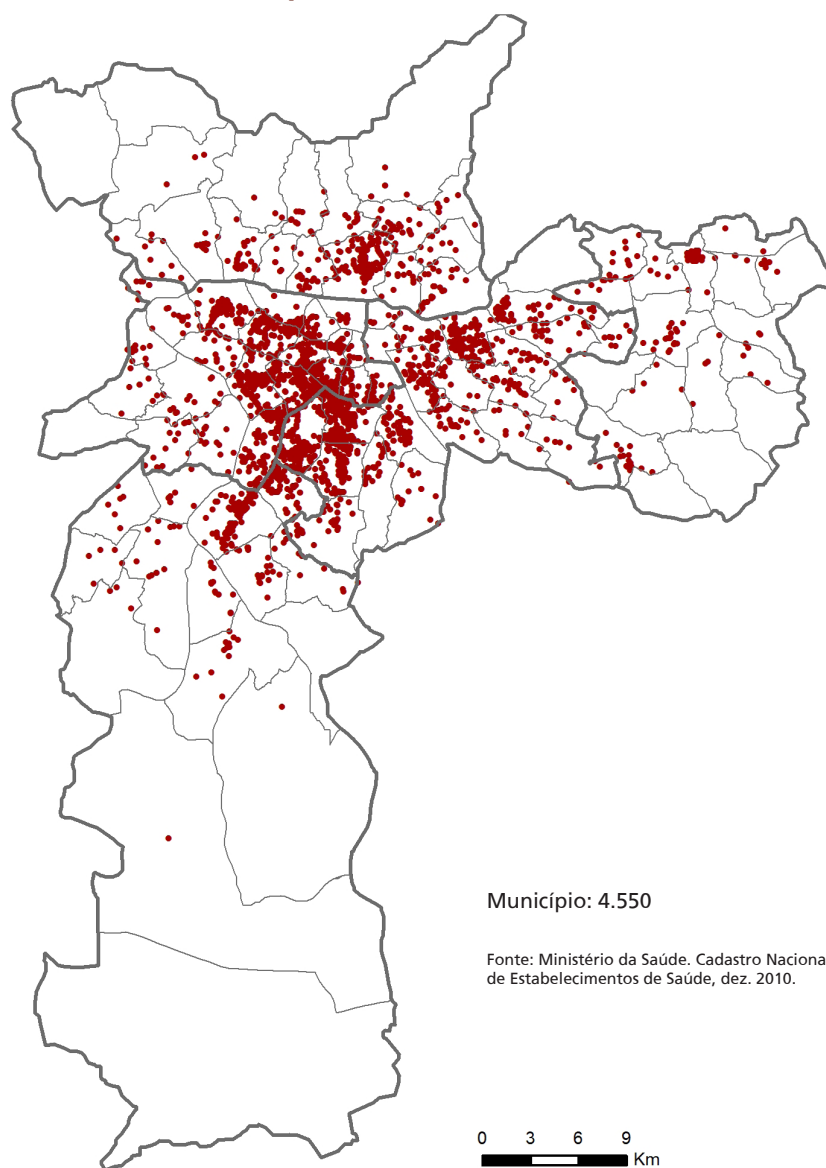 Município: 4.550
Fonte: Ministério da Saúde. Cadastro Naciona
de Estabelecimentos de Saúde, dez. 2010.
0 3 6 9
Km